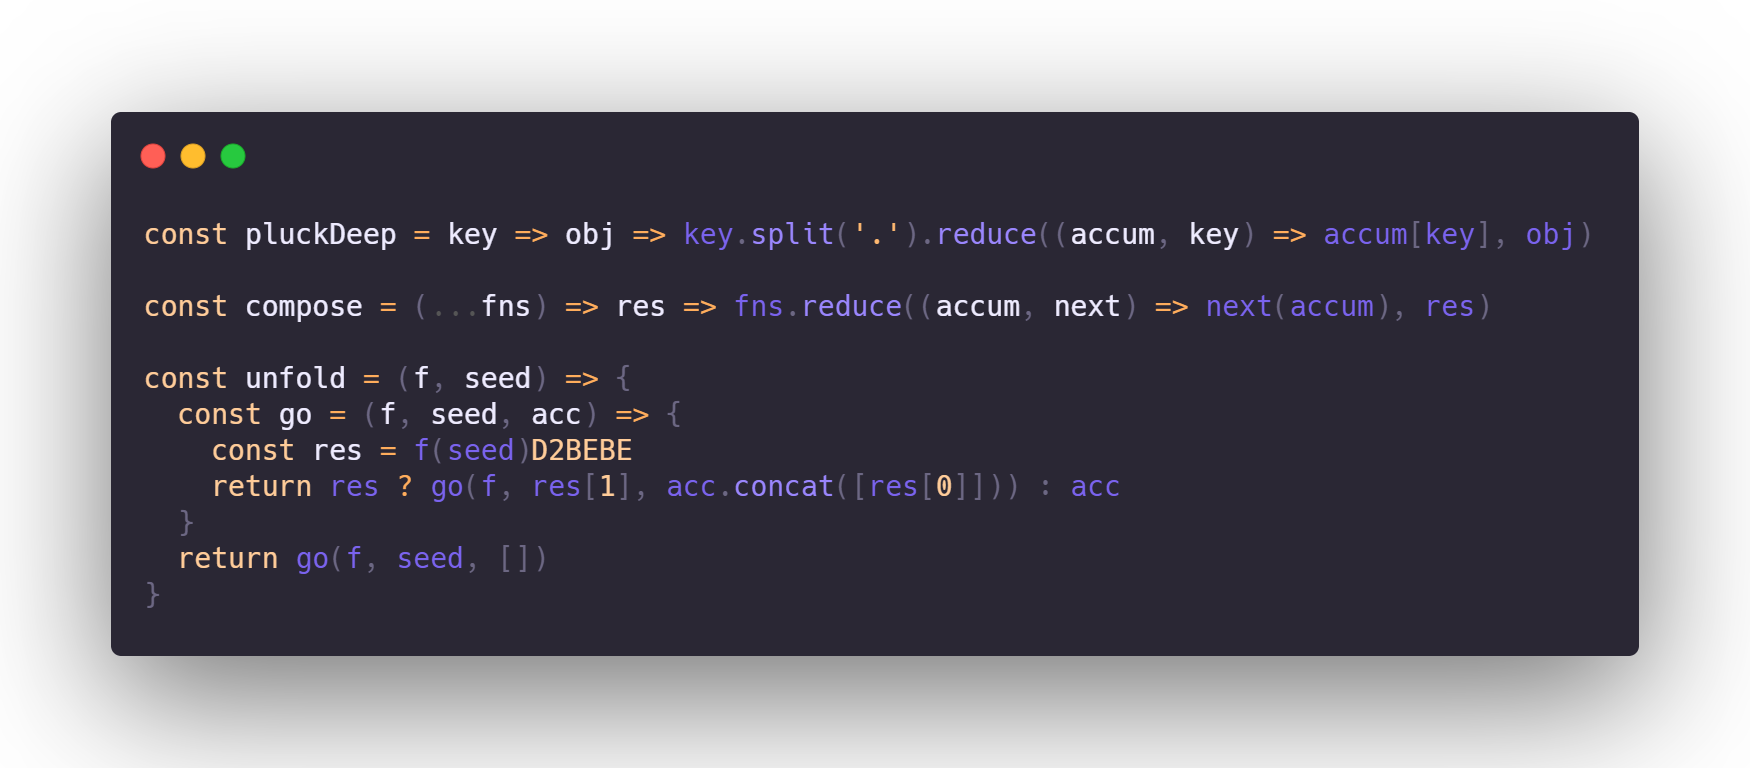 const pluckDeep = key => obj => key.split('.').reduce((accum, key) => accum[key], obj)
const compose = (...fns) => res => fns.reduce((accum, next) => next(accum), res)
const unfold = (f, seed) => {
  const go = (f, seed, acc) => {
    const res = f(seed)D2BEBE
    return res ? go(f, res[1], acc.concat([res[0]])) : acc
  }
  return go(f, seed, [])
}